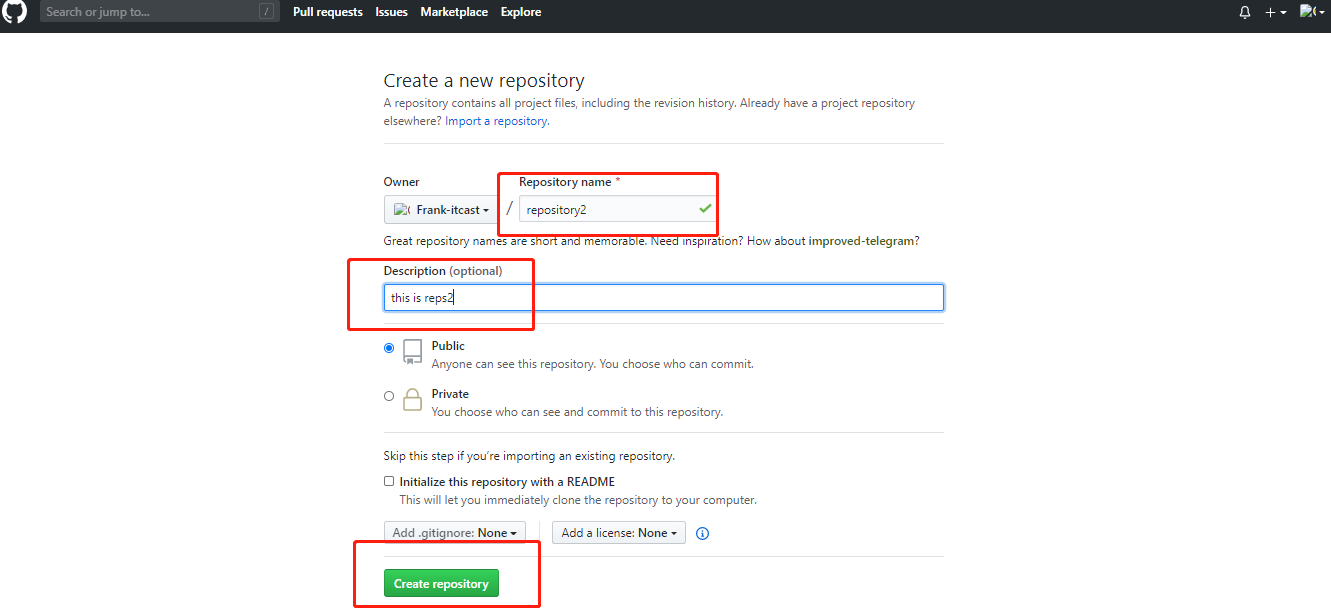 Search or jump to... /
Pull requests Issues Marketplace Explore
Create a new repository
A repository contains all project files, including the revision history. Already have a project repository
elsewhere? Import a repository.
Owner
Repository name *
Frank-itcast / repository2
Great repository names are short and memorable. Need inspiration? How about improved-telegram?
Description (optional)
this is reps2
Public
Anyone can see this repository. You choose who can commit.
Private
You choose who can see and commit to this repository.
Skip this step if you're importing an existing repository.
Initialize this repository with a README
This will let you immediately clone the repository to your computer.
Add .gitignore: None Add a license: None
Create repository